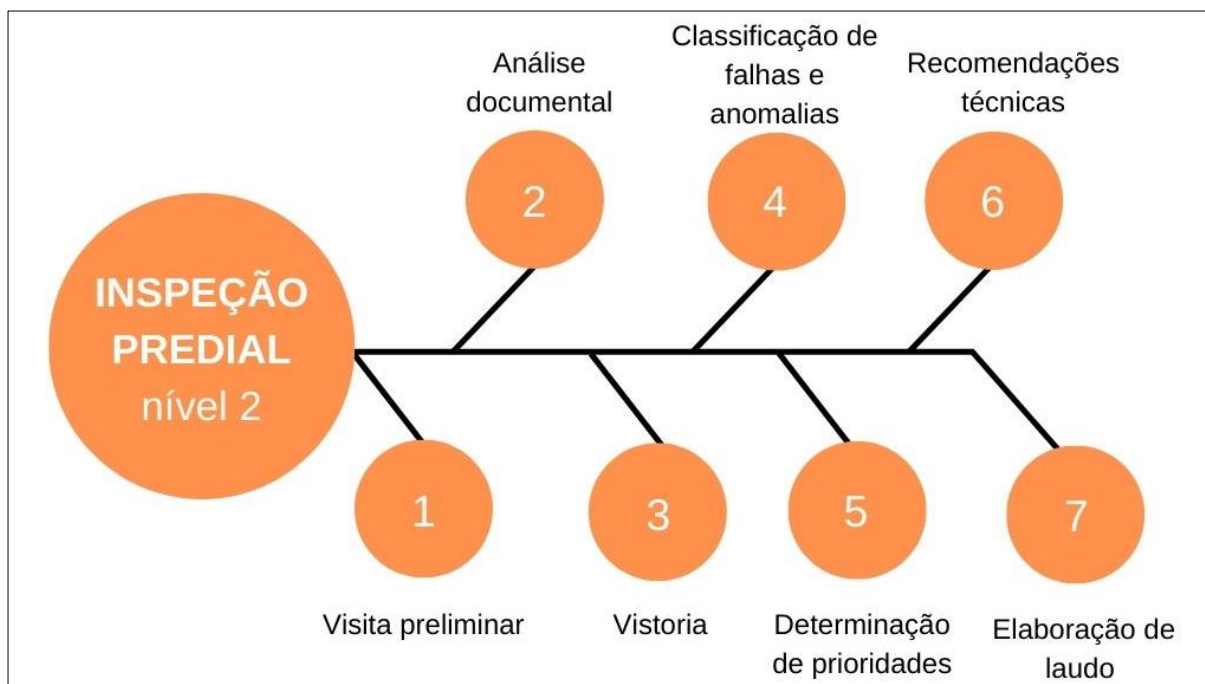 INSPEÇÃO
PREDIAL
nível 2
1
Visita preliminar
Análise
documental
2
3
Vistoria
Classificação de
falhas e
anomalias
4
5
Determinação
de prioridades
Recomendações
técnicas
6
7
Elaboração de
laudo